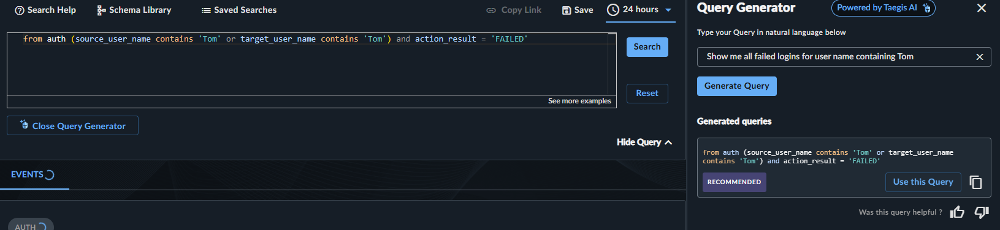 Search Help
Schema Library
Saved Searches
Copy Link
Save
24 hours
from auth (source_user_name contains 'Tom' or target_user_name contains 'Tom') and action_result = 'FAILED'
Search
Reset
See more examples
Close Query Generator
Hide Query
EVENTS
AUTH
Query Generator
Powered by Taegis AI
Type your Query in natural language below
Show me all failed logins for user name containing Tom
Generate Query
Generated queries
from auth (source_user_name contains 'Tom' or target_user_name
contains 'Tom') and action_result = 'FAILED'
RECOMMENDED
Use this Query
Was this query helpful ?